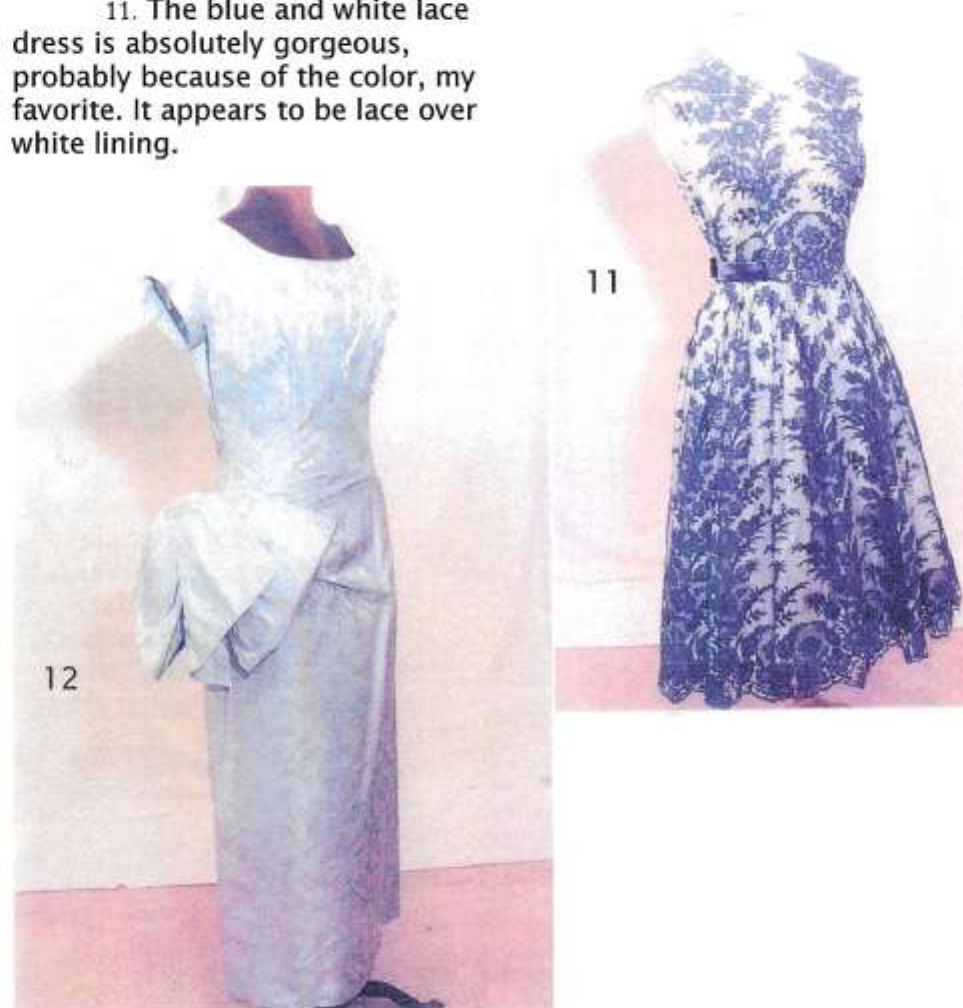 11. The blue and white lace
dress is absolutely gorgeous,
probably because of the color, my
favorite. It appears to be lace over
white lining.
11
12